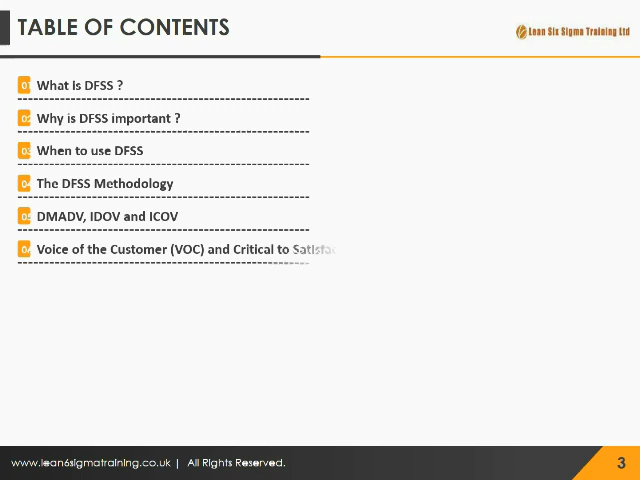 TABLE OF CONTENTS
Lean Six Sigma Training Ltd
01 What is DFSS ?
02 Why is DFSS important ?
03 When to use DFSS
04 The DFSS Methodology
05 DMADV, IDOV and ICOV
06 Voice of the Customer (VOC) and Critical to
www.lean6sigmatraining.co.uk | All Rights Reserved.
3